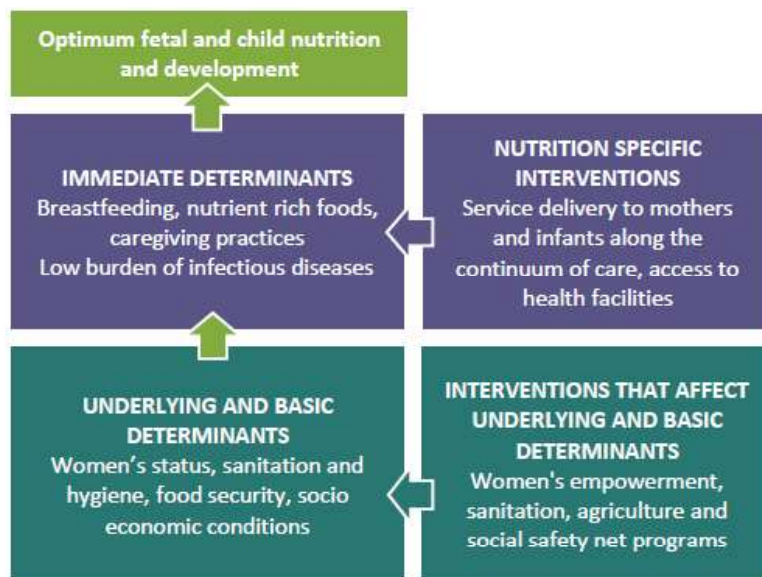 Optimum fetal and child nutrition
and development
IMMEDIATE DETERMINANTS
Breastfeeding, nutrient rich foods,
caregiving practices
Low burden of infectious diseases
NUTRITION SPECIFIC
INTERVENTIONS
Service delivery to mothers
and infants along the
continuum of care, access to
health facilities
UNDERLYING AND BASIC
DETERMINANTS
Women’s status, sanitation and
hygiene, food security, socio
economic conditions
INTERVENTIONS THAT AFFECT
UNDERLYING AND BASIC
DETERMINANTS
Women's empowerment,
sanitation, agriculture and
social safety net programs